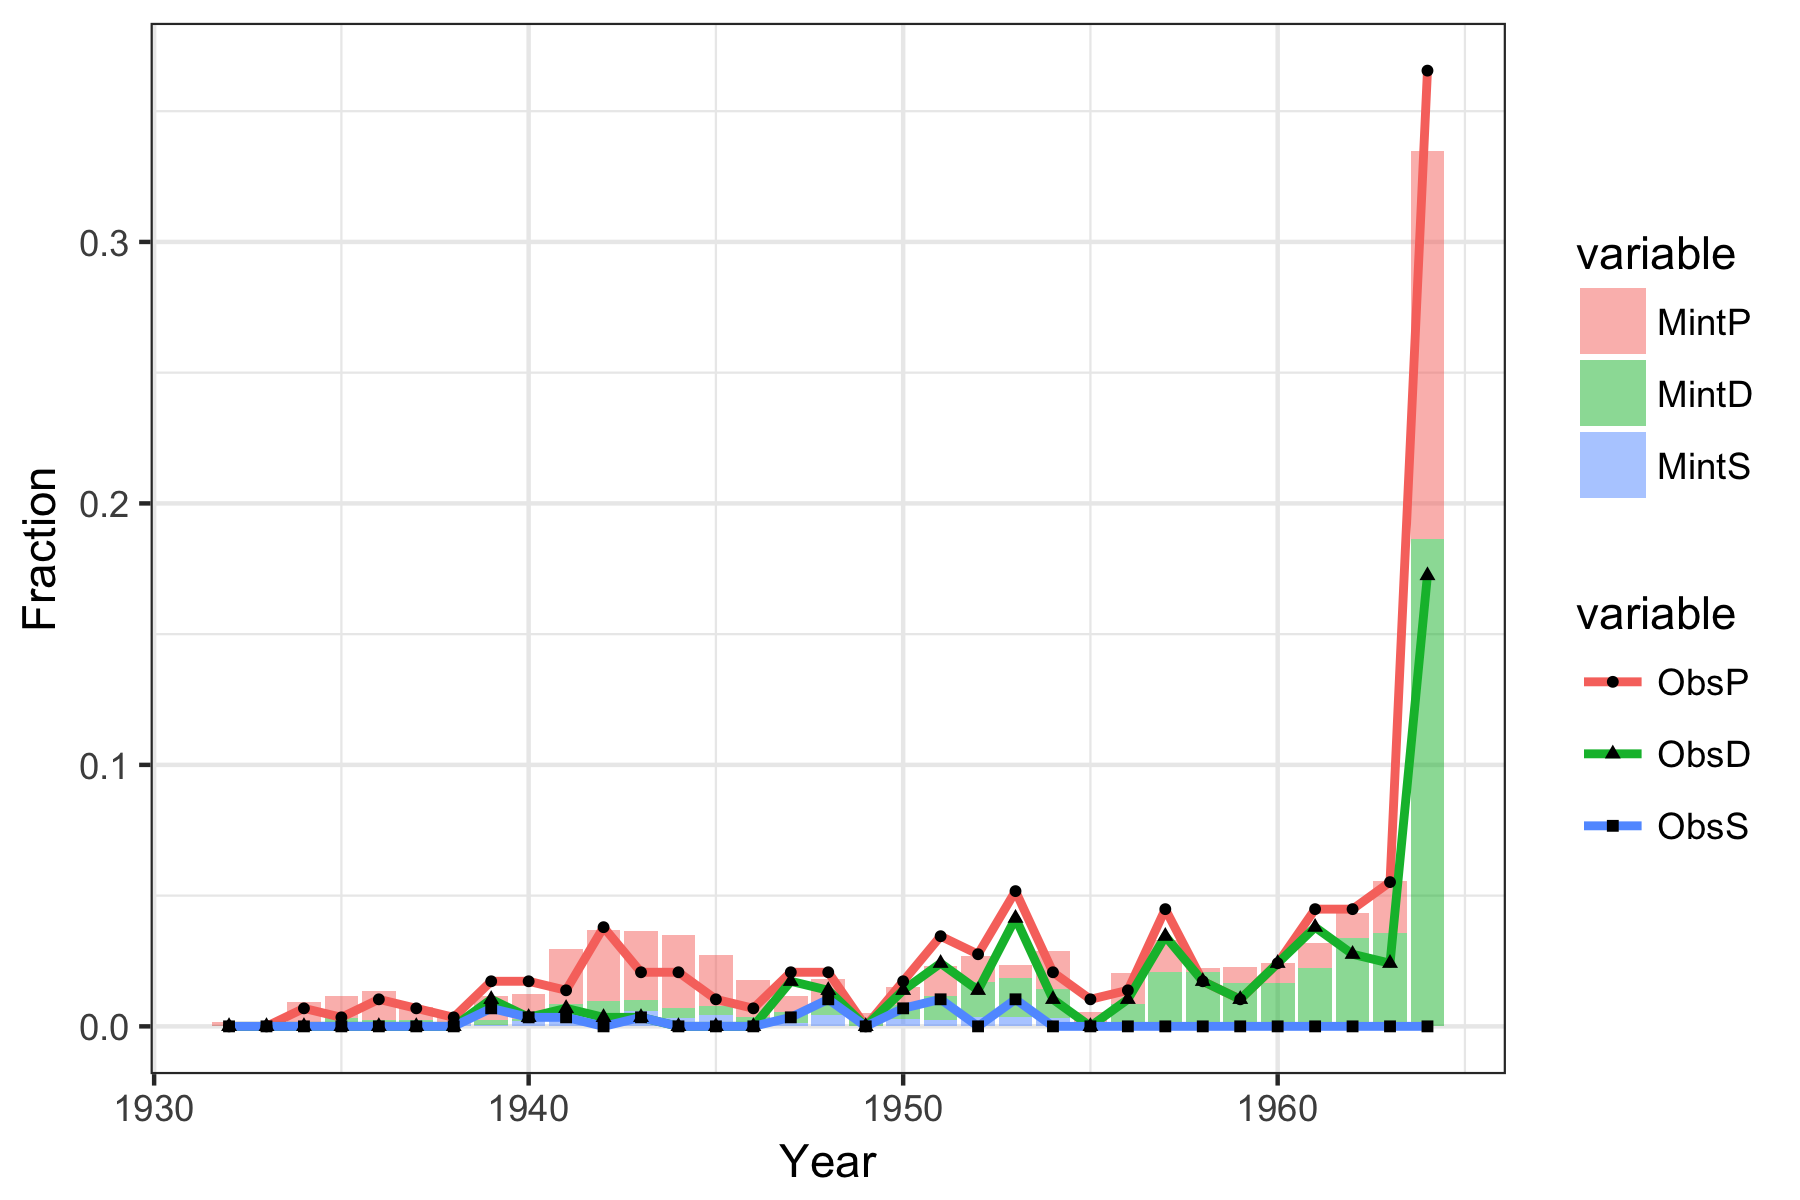 Fraction
0.3
0.2
0.1
0.0
1930 1940 1950 1960
Year
variable
MintP
MintD
MintS
variable
ObsP
ObsD
ObsS